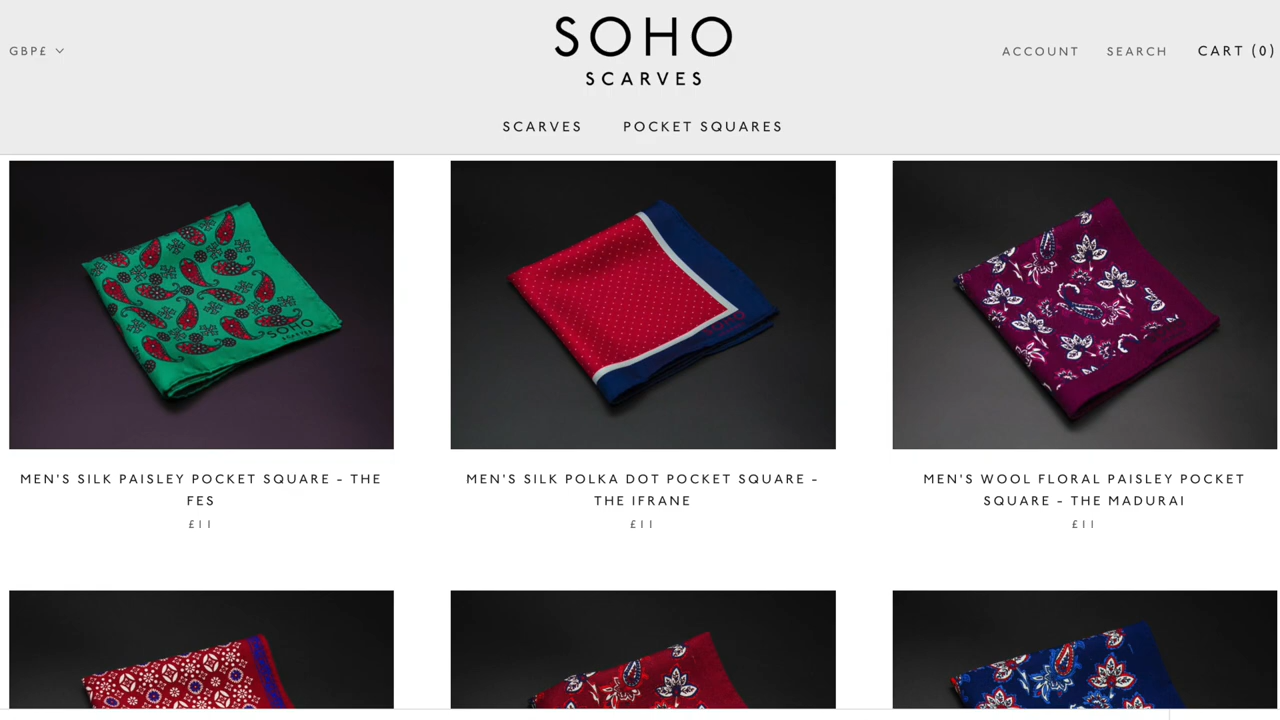 GBP£
SOHO
SCARVES
ACCOUNT
SEARCH
CART (0)
SCARVES
POCKET SQUARES
SOHO
MEN'S SILK PAISLEY POCKET SQUARE - THE
FES
£11
SOHO
MEN'S SILK POLKA DOT POCKET SQUARE -
THE IFRANE
£11
MEN'S WOOL FLORAL PAISLEY POCKET
SQUARE - THE MADURAI
£11